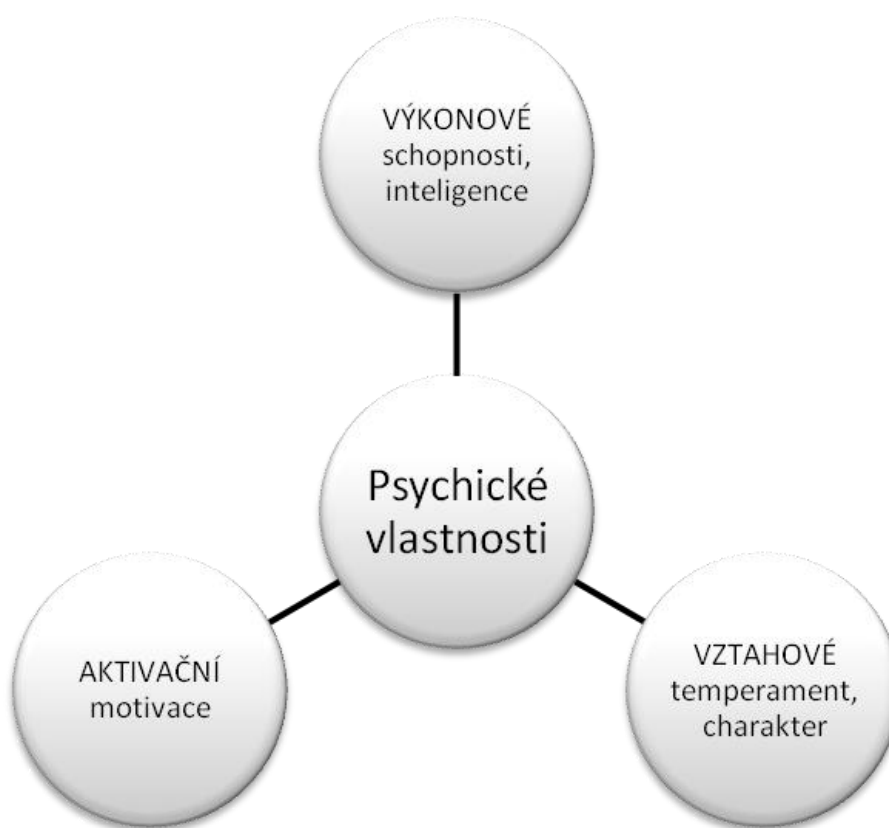 VÝKONOVÉ
schopnosti,
inteligence
Psychické
vlastnosti
AKTIVAČNÍ
motivace
VZTAHOVÉ
temperament,
charakter